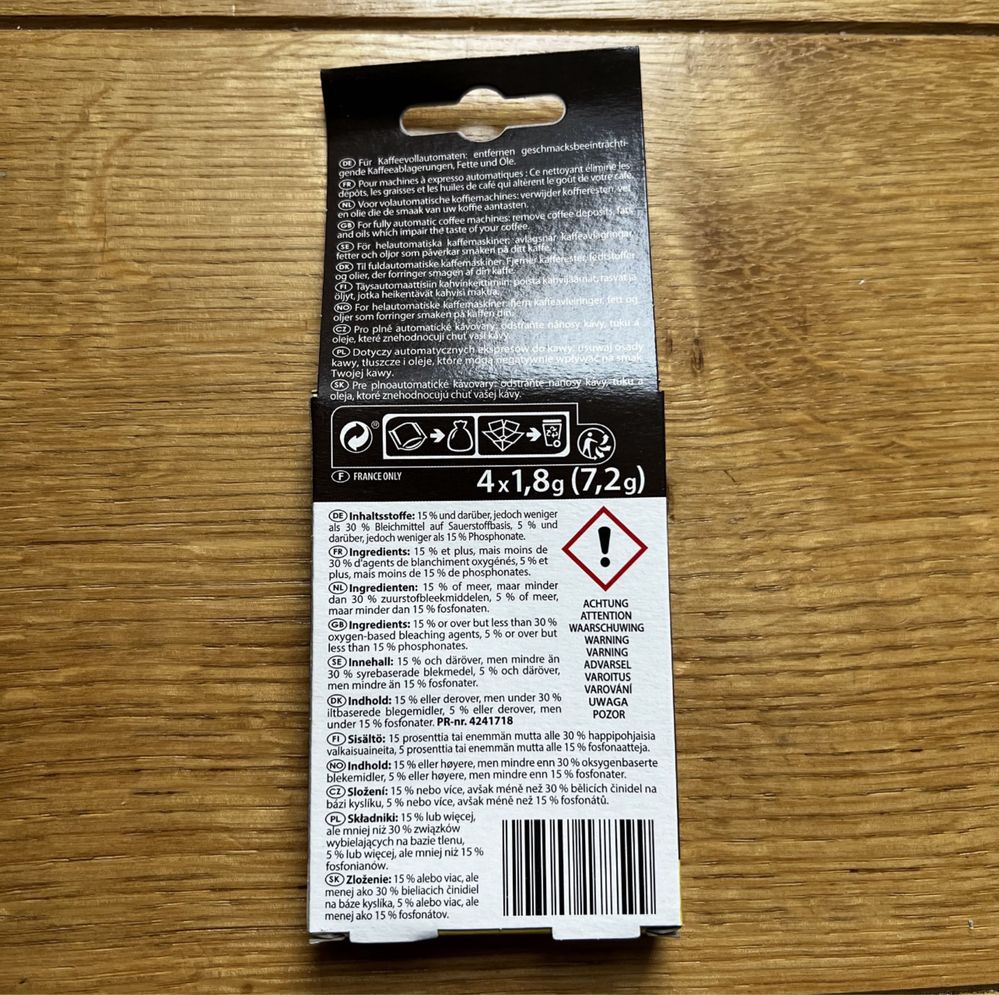 DE Für Kaffeevollautomaten: entfernen geschmacksbeeinträchti-
gende Kaffeeablagerungen, Fette und Öle.
FR Pour machines à expresso automatiques : Ce nettoyant élimine les
dépôts, les graisses et les huiles de café qui altèrent le goût de votre café.
NL Voor volautomatische koffiemachines: verwijder koffieresten, vet
en olie die de smaak van uw koffie aantasten.
GB For fully automatic coffee machines: remove coffee deposits, fats
and oils which impair the taste of your coffee.
SE För helautomatiska kaffemaskiner: avlägsnar kaffeavlagringar,
fetter och oljor som påverkar smaken på ditt kaffe.
DK Til fuldautomatiske kaffemaskiner: Fjerner kafferester, fedtstoffer
og olier, der forringer smagen af din kaffe.
FI Täysautomaattisiin kahvinkeittimiin: poista kahvijäämät, rasvat ja
öljyt, jotka heikentävät kahvisi makua.
NO For helautomatiske kaffemaskiner: fjern kaffeavleiringer, fett og
oljer som forringer smaken på kaffen din.
CZ Pro plně automatické kávovary: odstraňte nánosy kávy, tuků a
oleje, které znehodnocují chuť vaší kávy.
PL Dotyczy automatycznych ekspresów do kawy: usuwaj osady
kawy, tłuszcze i oleje, które mogą negatywnie wpływać na smak
Twojej kawy.
SK Pre plnoautomatické kávovary: odstráňte nánosy kávy, tuku a
oleja, ktoré znehodnocujú chuť vašej kávy.
F FRANCE ONLY
4 x 1,8g (7,2g)
DE Inhaltsstoffe: 15 % und darüber, jedoch weniger
als 30 % Bleichmittel auf Sauerstoffbasis, 5 % und
darüber, jedoch weniger als 15 % Phosphonate.
FR Ingredients: 15 % et plus, mais moins de
30 % d'agents de blanchiment oxygénés, 5 % et
plus, mais moins de 15 % de phosphonates.
NL Ingredienten: 15 % of meer, maar minder
dan 30 % zuurstofbleekmiddelen, 5 % of meer,
maar minder dan 15 % fosfonaten.
GB Ingredients: 15 % or over but less than 30 %
oxygen-based bleaching agents, 5 % or over but
less than 15 % phosphonates.
SE Innehall: 15 % och däröver, men mindre än
30 % syrebaserade blekmedel, 5 % och däröver,
men mindre än 15 % fosfonater.
DK Indhold: 15 % eller derover, men under 30 %
iltbaserede blegemidler, 5 % eller derover, men
under 15 % fosfonater. PR-nr. 4241718
FI Sisältö: 15 prosenttia tai enemmän mutta alle 30 % happipohjaisia
valkaisuaineita, 5 prosenttia tai enemmän mutta alle 15 % fosfonaatteja.
NO Indhold: 15 % eller høyere, men mindre enn 30 % oksygenbaserte
blekemidler, 5 % eller høyere, men mindre enn 15 % fosfonater.
CZ Složení: 15 % nebo více, avšak méně než 30 % bělicích činidel na
bázi kyslíku, 5 % nebo více, avšak méně než 15 % fosfonátů.
PL Składniki: 15 % lub więcej,
ale mniej niż 30 % związków
wybielających na bazie tlenu,
5 % lub więcej, ale mniej niż 15 %
fosfonianów.
SK Zloženie: 15 % alebo viac, ale
menej ako 30 % bieliacich činidiel
na báze kyslíka, 5 % alebo viac, ale
menej ako 15 % fosfonátov.
ACHTUNG
ATTENTION
WAARSCHUWING
WARNING
VARNING
ADVARSEL
VAROITUS
VAROVÁNÍ
UWAGA
POZOR